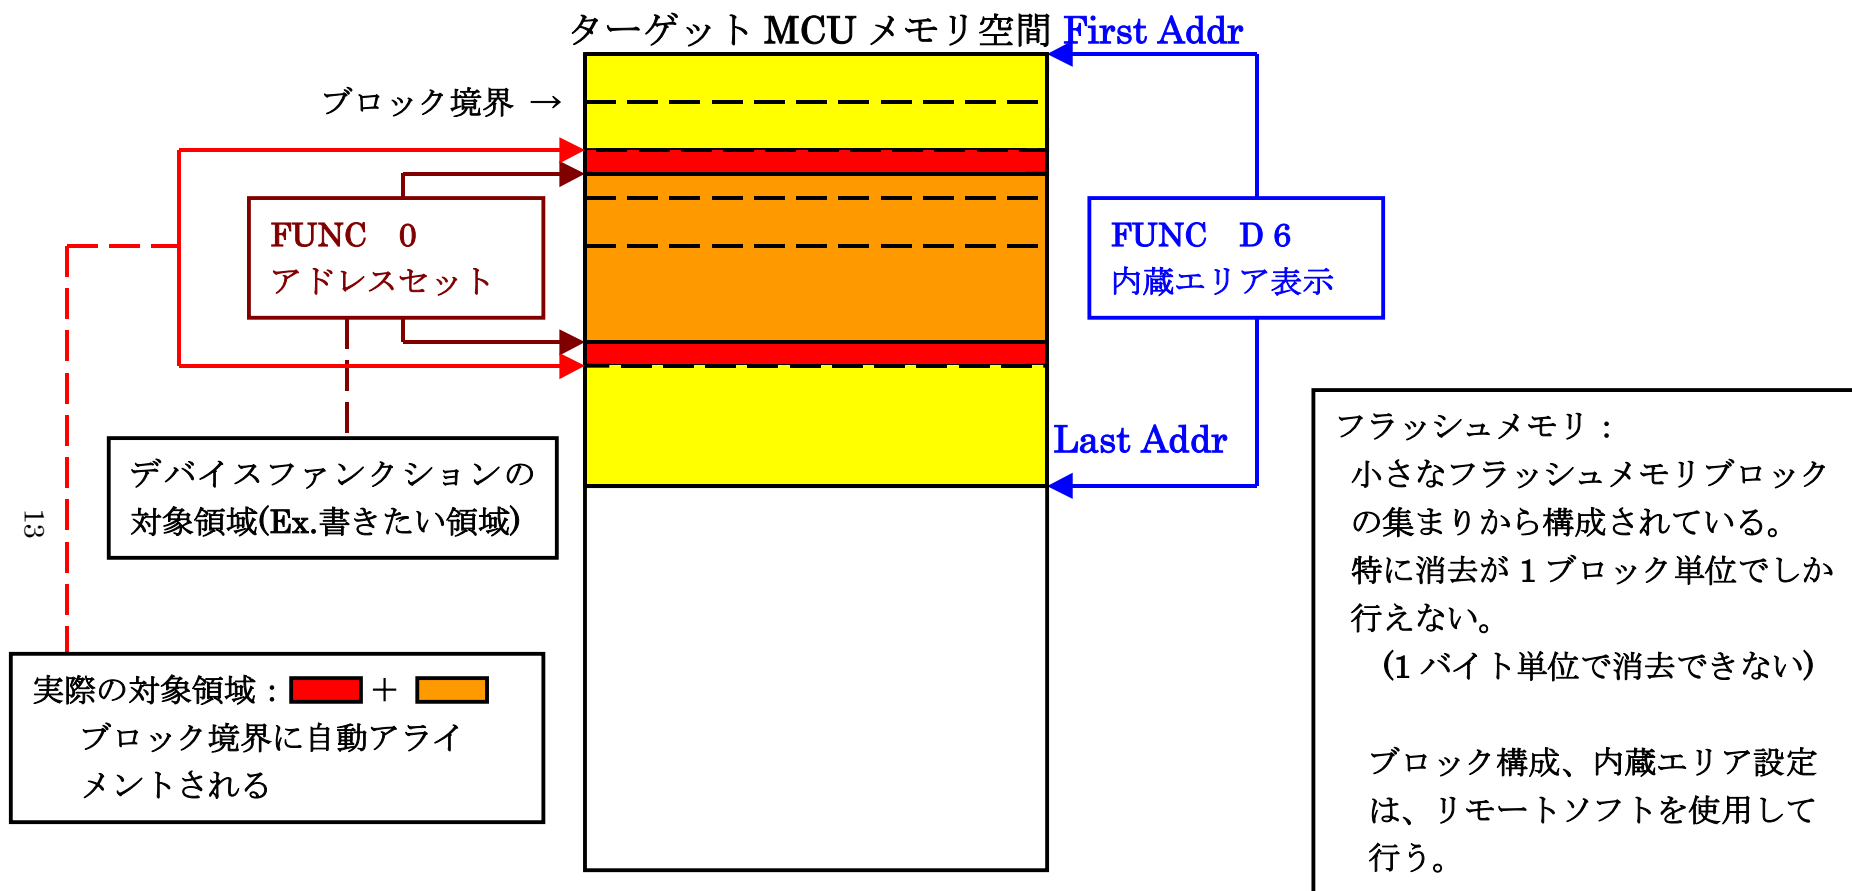 ターゲット MCU メモリ空間 First Addr
ブロック境界 →
FUNC 0
アドレスセット
FUNC D6
内蔵エリア表示
Last Addr
デバイスファンクションの
対象領域(Ex.書きたい領域)
13
実際の対象領域: +
ブロック境界に自動アライ
メントされる
フラッシュメモリ:
小さなフラッシュメモリブロック
の集まりから構成されている。
特に消去が 1 ブロック単位でしか
行えない。
(1 バイト単位で消去できない)
ブロック構成、内蔵エリア設定
は、リモートソフトを使用して
行う。